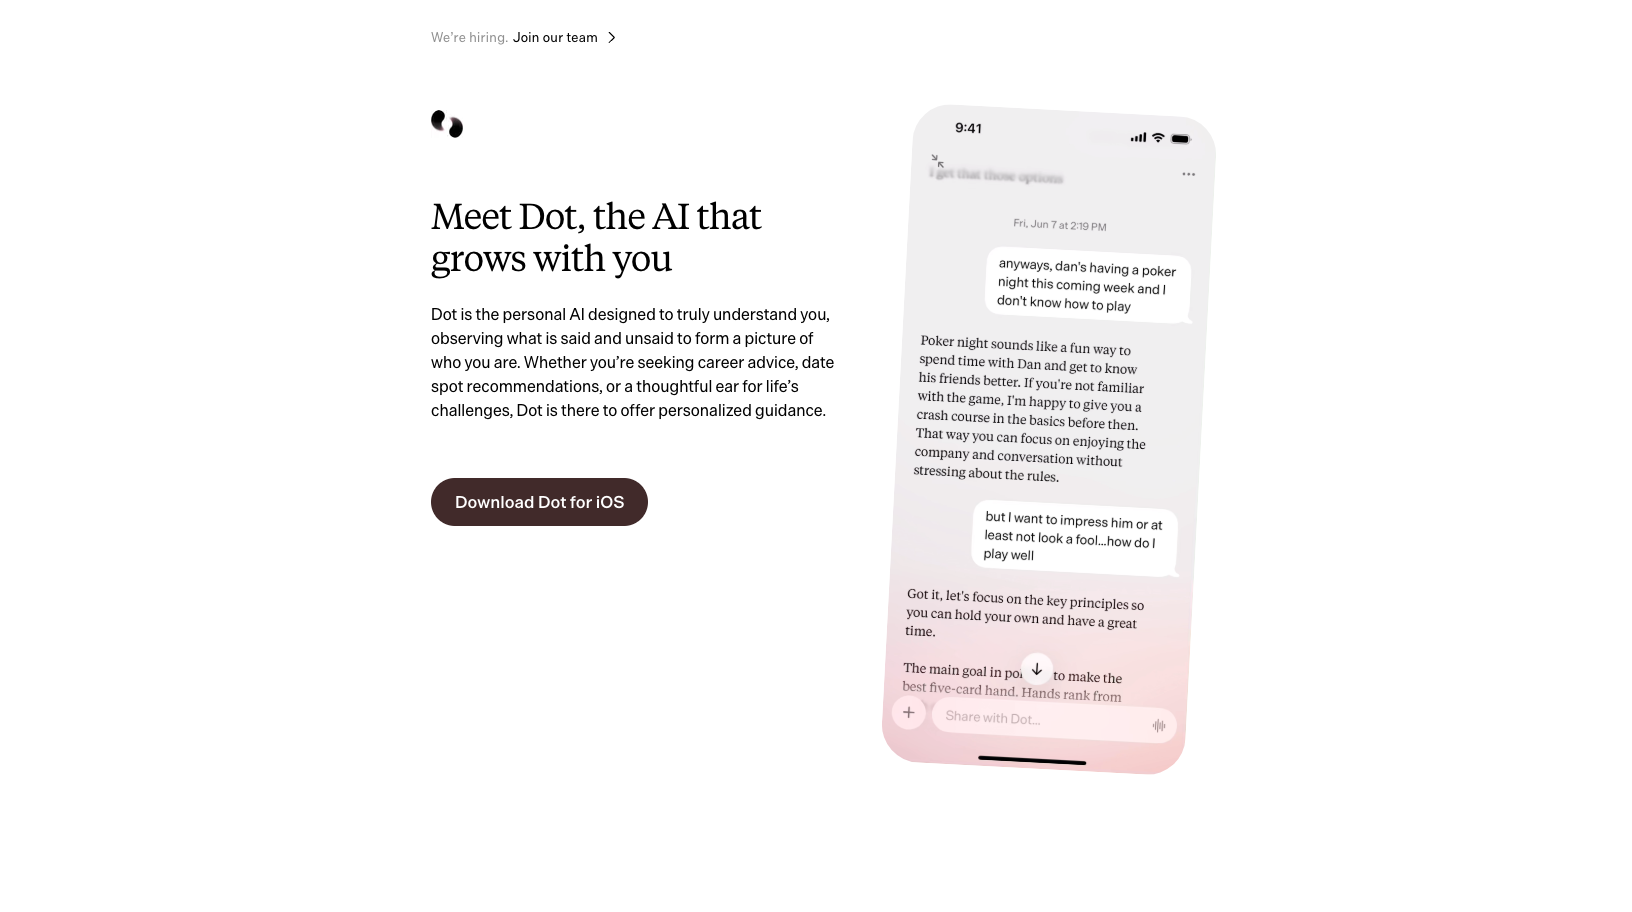 We're hiring. Join our team
Meet Dot, the AI that
grows with you
Dot is the personal AI designed to truly understand you,
observing what is said and unsaid to form a picture of
who you are. Whether you're seeking career advice, date
spot recommendations, or a thoughtful ear for life's
challenges, Dot is there to offer personalized guidance.
Download Dot for iOS
9:41
I get that those options
Fri, Jun 7 at 2:19 PM
anyways, dan's having a poker
night this coming week and I
don't know how to play
Poker night sounds like a fun way to
spend time with Dan and get to know
his friends better. If you're not familiar
with the game, I'm happy to give you a
crash course in the basics before then.
That way you can focus on enjoying the
company and conversation without
stressing about the rules.
but I want to impress him or at
least not look a fool...how do I
play well
Got it, let's focus on the key principles so
you can hold your own and have a great
time.
The main goal in to make the
best five-card hand. Hands rank from
Share with Dot...